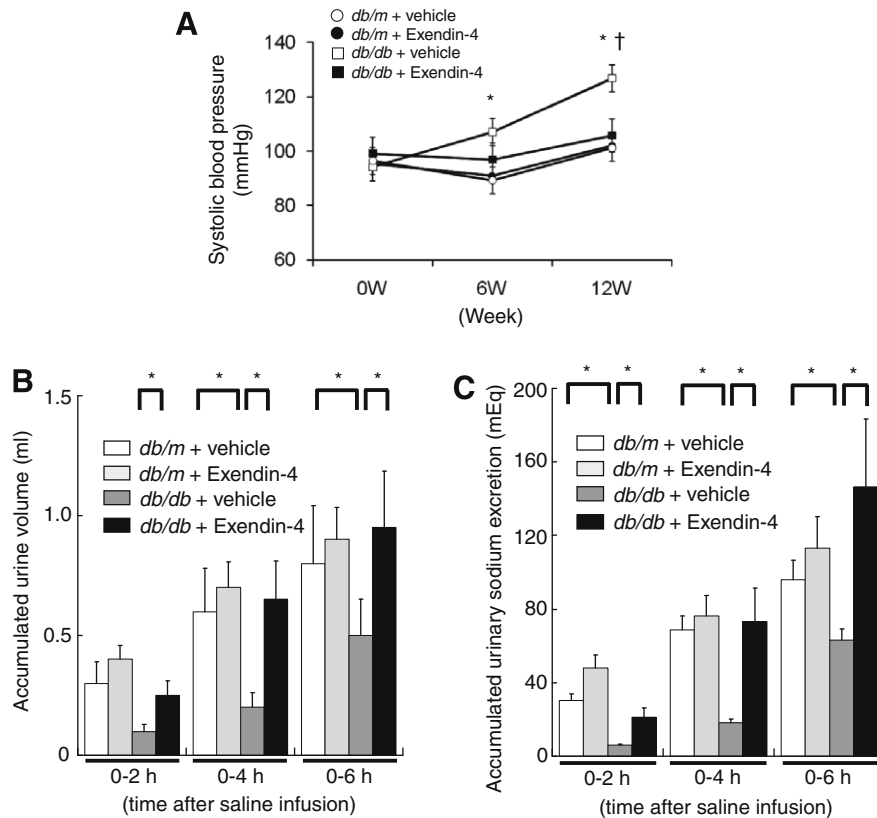 A
db/m + vehicle
db/m + Exendin-4
db/db + vehicle
db/db + Exendin-4
* †
*
Systolic blood pressure
(mmHg)
140
120
100
80
60
0W 6W 12W
(Week)
B
* * * * *
Accumulated urine volume (ml)
1.5
1.0
0.5
0
db/m + vehicle
db/m + Exendin-4
db/db + vehicle
db/db + Exendin-4
0-2 h 0-4 h 0-6 h
(time after saline infusion)
C
* * * * * *
Accumulated urinary sodium excretion (mEq)
200
160
120
80
40
0
db/m + vehicle
db/m + Exendin-4
db/db + vehicle
db/db + Exendin-4
0-2 h 0-4 h 0-6 h
(time after saline infusion)